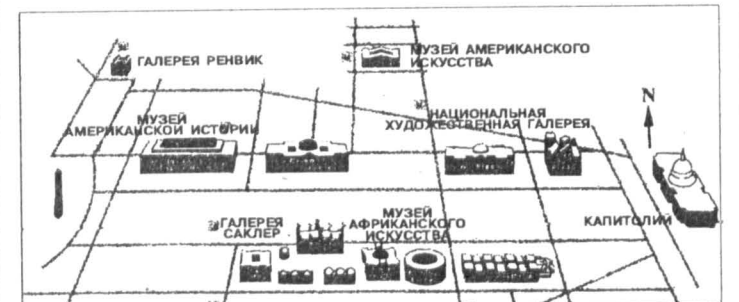 ГАЛЕРЕЯ РЕНВИК
МУЗЕЙ АМЕРИКАНСКОГО
ИСКУССТВА
МУЗЕЙ
АМЕРИКАНСКОЙ ИСТОРИИ
НАЦИОНАЛЬНАЯ
ХУДОЖЕСТВЕННАЯ ГАЛЕРЕЯ
N
ГАЛЕРЕЯ
САКЛЕР
МУЗЕЙ
АФРИКАНСКОГО
ИСКУССТВА
КАПИТОЛИЙ